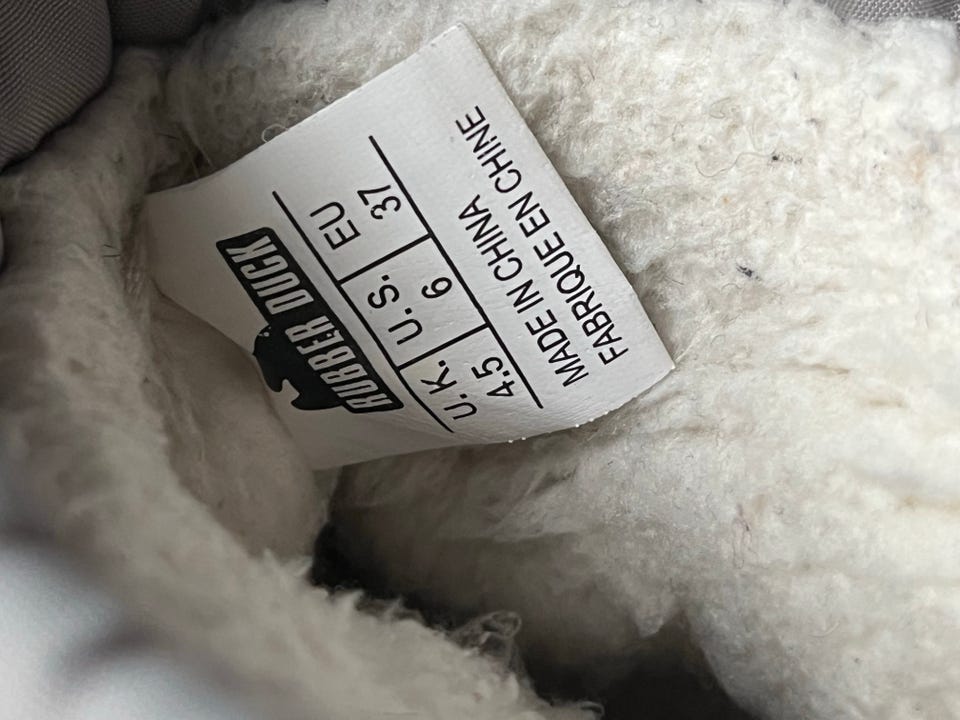 RUBBER DUCK
U.K. U.S. EU
4.5 6 37
MADE IN CHINA
FABRIQUE EN CHINE